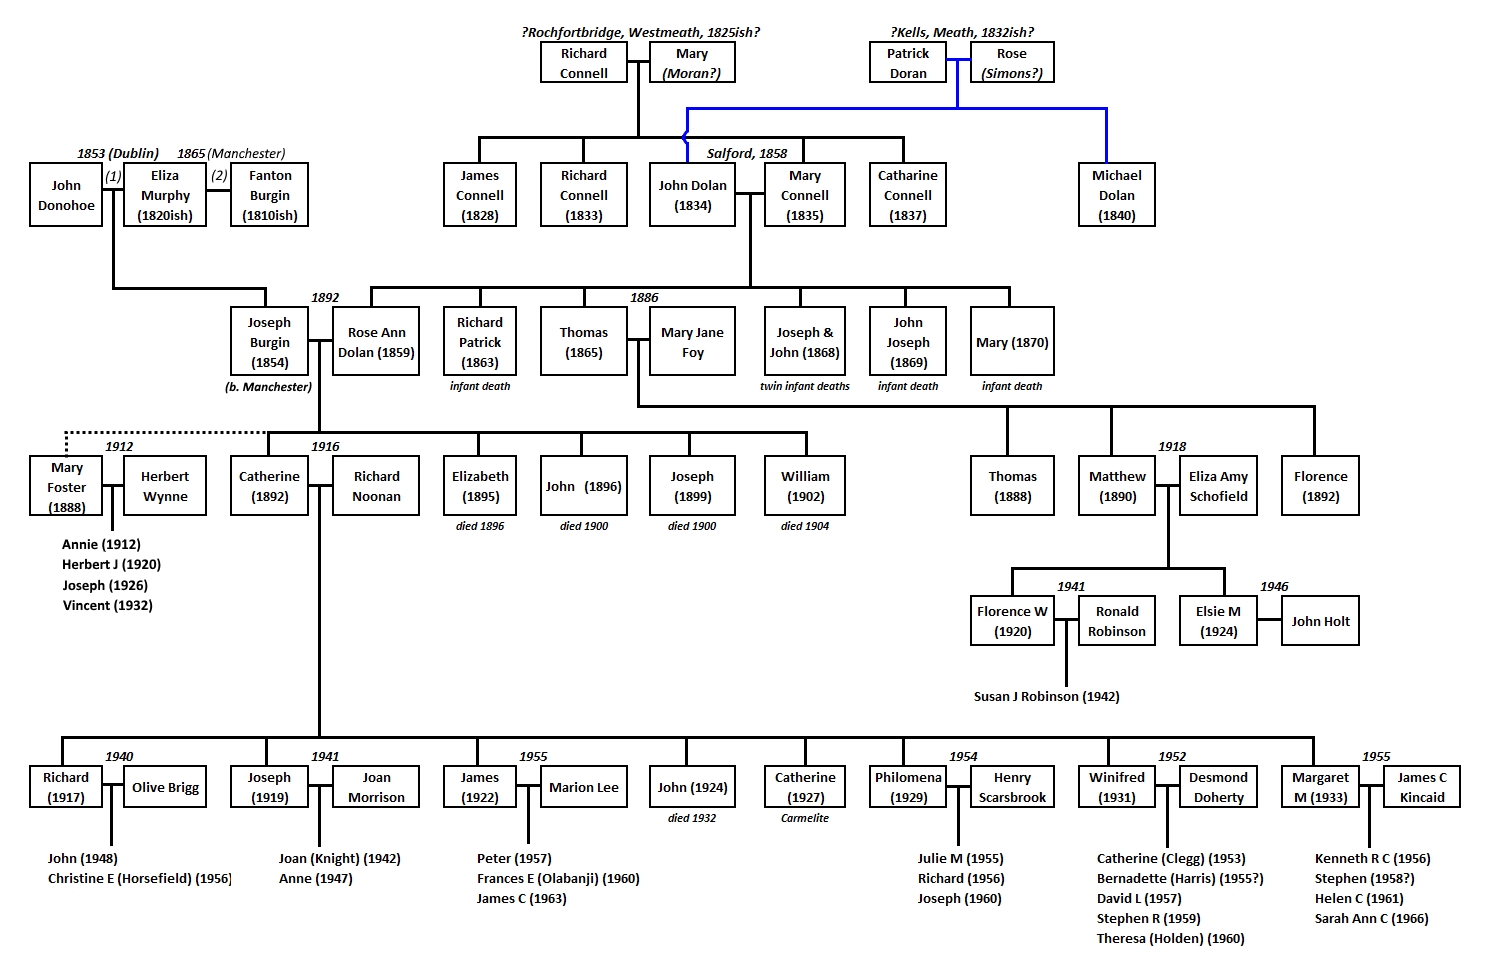 ?Rochfortbridge, Westmeath, 1825ish?
?Kells, Meath, 1832ish?
Richard
Connell
Mary
(Moran?)
Patrick
Doran
Rose
(Simons?)
1853 (Dublin)
1865 (Manchester)
Salford, 1858
John
Donohoe
(1)
Eliza
Murphy
(1820ish)
(2)
Fanton
Burgin
(1810ish)
James
Connell
(1828)
Richard
Connell
(1833)
John Dolan
(1834)
Mary
Connell
(1835)
Catharine
Connell
(1837)
Michael
Dolan
(1840)
1892
1886
Joseph
Burgin
(1854)
(b. Manchester)
Rose Ann
Dolan (1859)
Richard
Patrick
(1863)
infant death
Thomas
(1865)
Mary Jane
Foy
Joseph &
John (1868)
twin infant deaths
John
Joseph
(1869)
infant death
Mary (1870)
infant death
1912
1916
1918
Mary
Foster
(1888)
Herbert
Wynne
Catherine
(1892)
Richard
Noonan
Elizabeth
(1895)
died 1896
John (1896)
died 1900
Joseph
(1899)
died 1900
William
(1902)
died 1904
Thomas
(1888)
Matthew
(1890)
Eliza Amy
Schofield
Florence
(1892)
Annie (1912)
Herbert J (1920)
Joseph (1926)
Vincent (1932)
1941
1946
Florence W
(1920)
Ronald
Robinson
Elsie M
(1924)
John Holt
Susan J Robinson (1942)
1940
1941
1955
1954
1952
1955
Richard
(1917)
Olive Brigg
Joseph
(1919)
Joan
Morrison
James
(1922)
Marion Lee
John (1924)
died 1932
Catherine
(1927)
Carmelite
Philomena
(1929)
Henry
Scarsbrook
Winifred
(1931)
Desmond
Doherty
Margaret
M (1933)
James C
Kincaid
John (1948)
Christine E (Horsefield) (1956)
Joan (Knight) (1942)
Anne (1947)
Peter (1957)
Frances E (Olabanji) (1960)
James C (1963)
Julie M (1955)
Richard (1956)
Joseph (1960)
Catherine (Clegg) (1953)
Bernadette (Harris) (1955?)
David L (1957)
Stephen R (1959)
Theresa (Holden) (1960)
Kenneth R C (1956)
Stephen (1958?)
Helen C (1961)
Sarah Ann C (1966)